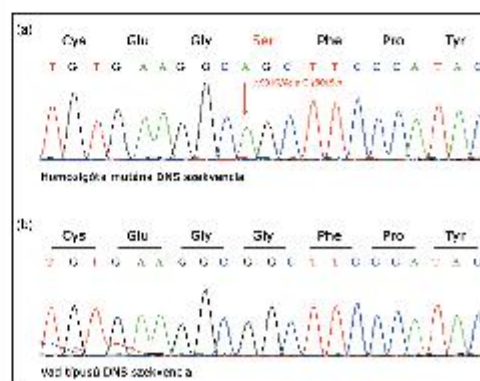 (a)
Cys Glu Gly Ser Phe Pro Tyr
T G T G A A G G C A G C T T C C C A T A C
Homozigóta mutáns DNS szekvencia
(b)
Cys Glu Gly Gly Phe Pro Tyr
T G T G A A G G C G G C T T C C C A T A C
Vad típusú DNS szekvencia